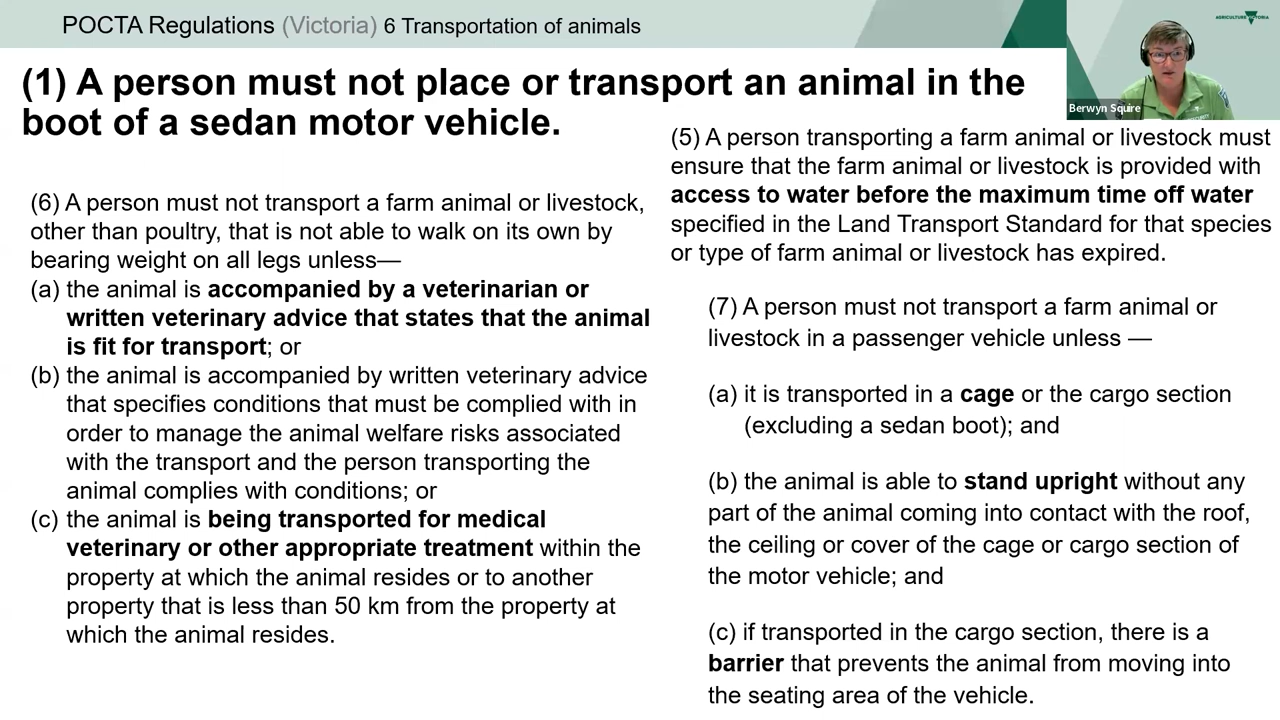 POCTA Regulations (Victoria) 6 Transportation of animals
AGRICULTURE VICTORIA
Berwyn Squire
(1) A person must not place or transport an animal in the
boot of a sedan motor vehicle.
(6) A person must not transport a farm animal or livestock,
other than poultry, that is not able to walk on its own by
bearing weight on all legs unless—
(a) the animal is accompanied by a veterinarian or
written veterinary advice that states that the animal
is fit for transport; or
(b) the animal is accompanied by written veterinary advice
that specifies conditions that must be complied with in
order to manage the animal welfare risks associated
with the transport and the person transporting the
animal complies with conditions; or
(c) the animal is being transported for medical
veterinary or other appropriate treatment within the
property at which the animal resides or to another
property that is less than 50 km from the property at
which the animal resides.
(5) A person transporting a farm animal or livestock must
ensure that the farm animal or livestock is provided with
access to water before the maximum time off water
specified in the Land Transport Standard for that species
or type of farm animal or livestock has expired.
(7) A person must not transport a farm animal or
livestock in a passenger vehicle unless —
(a) it is transported in a cage or the cargo section
(excluding a sedan boot); and
(b) the animal is able to stand upright without any
part of the animal coming into contact with the roof,
the ceiling or cover of the cage or cargo section of
the motor vehicle; and
(c) if transported in the cargo section, there is a
barrier that prevents the animal from moving into
the seating area of the vehicle.